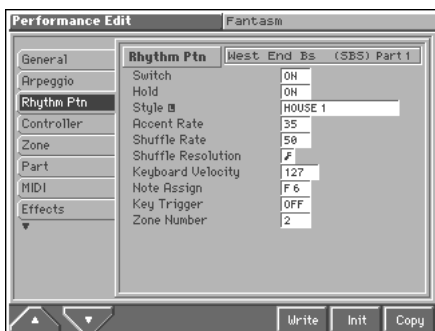 Performance Edit Fantasm
General
Arpeggio
Rhythm Ptn
Controller
Zone
Part
MIDI
Effects
Rhythm Ptn West End Bs (SBS) Part 1
Switch ON
Hold ON
Style HOUSE 1
Accent Rate 35
Shuffle Rate 50
Shuffle Resolution
Keyboard Velocity 127
Note Assign F 6
Key Trigger OFF
Zone Number 2
Write Init Copy